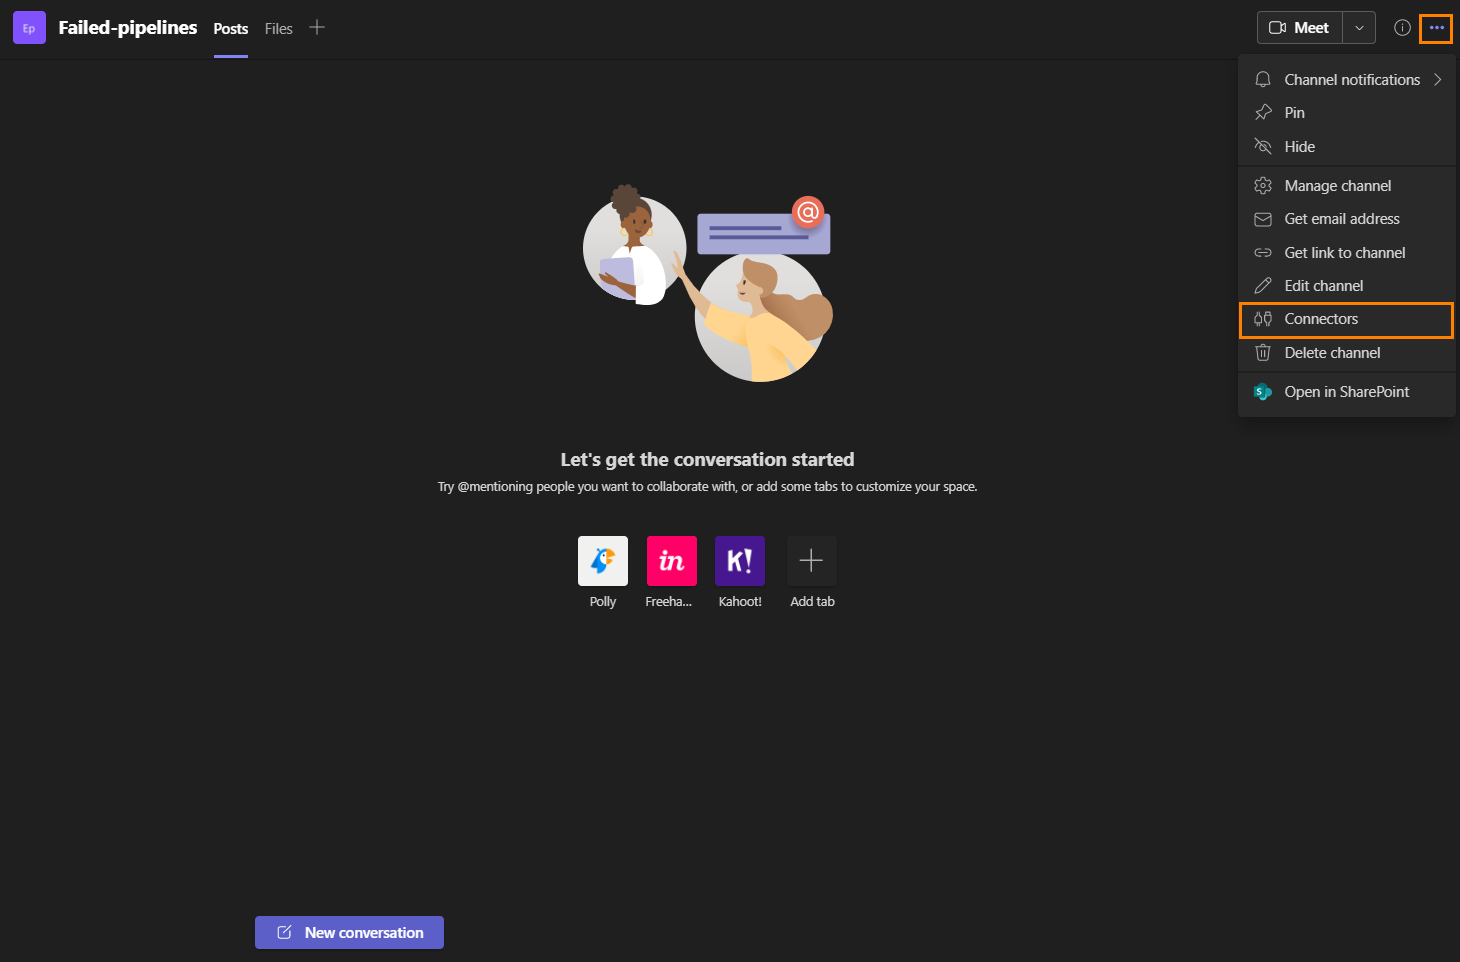 Ep
Failed-pipelines
Posts
Files
Meet
Channel notifications
Pin
Hide
Manage channel
Get email address
Get link to channel
Edit channel
Connectors
Delete channel
S
Open in SharePoint
@
Let's get the conversation started
Try @mentioning people you want to collaborate with, or add some tabs to customize your space.
in
K!
Polly
Freeha...
Kahoot!
Add tab
New conversation